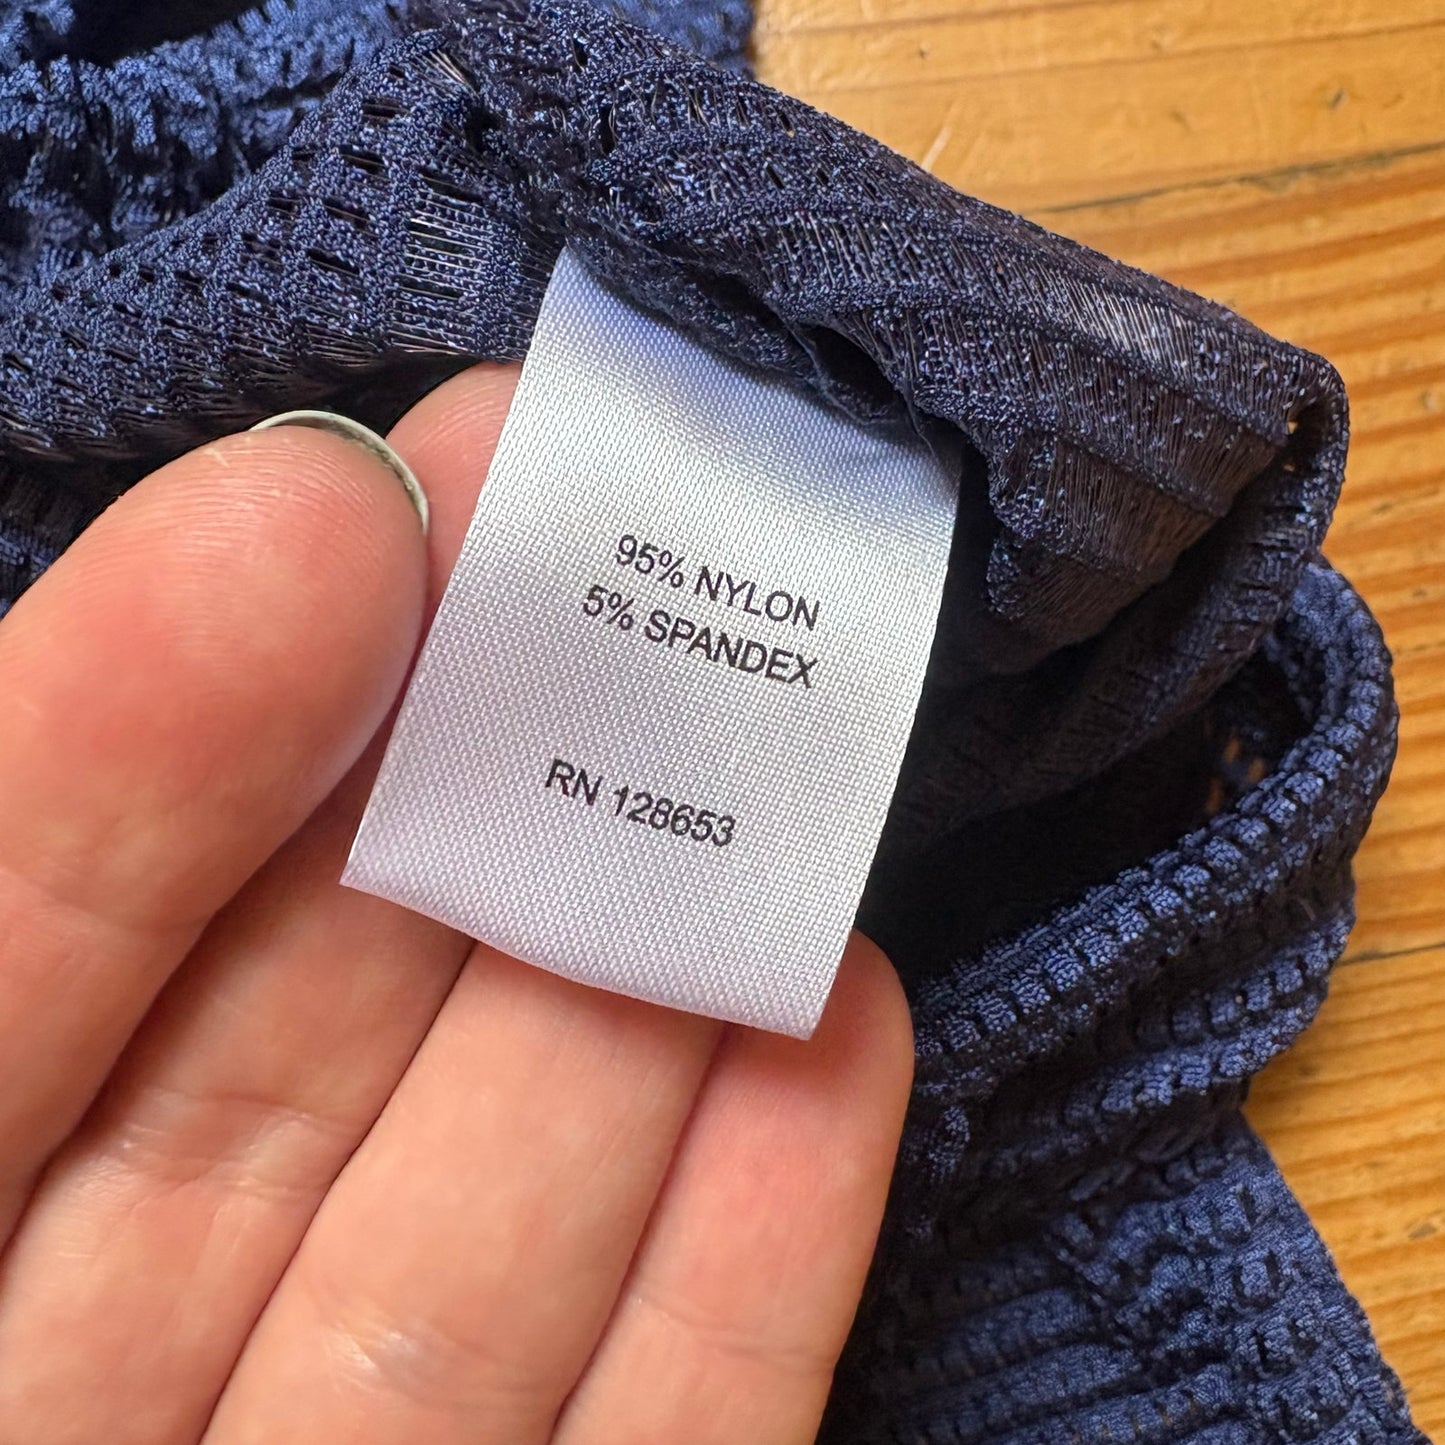 95% NYLON
5% SPANDEX
RN 128653